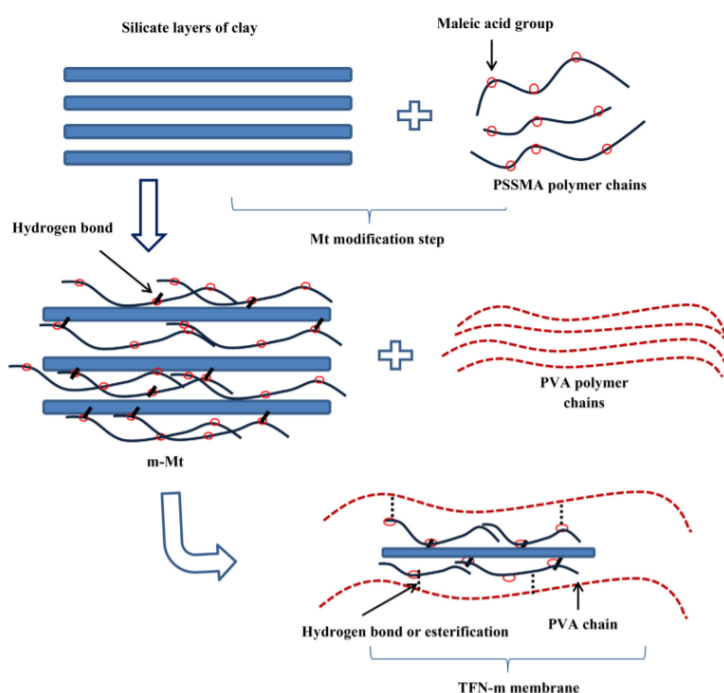 Silicate layers of clay
Maleic acid group
PSSMA polymer chains
Mt modification step
Hydrogen bond
PVA polymer
chains
m-Mt
Hydrogen bond or esterification
PVA chain
TFN-m membrane